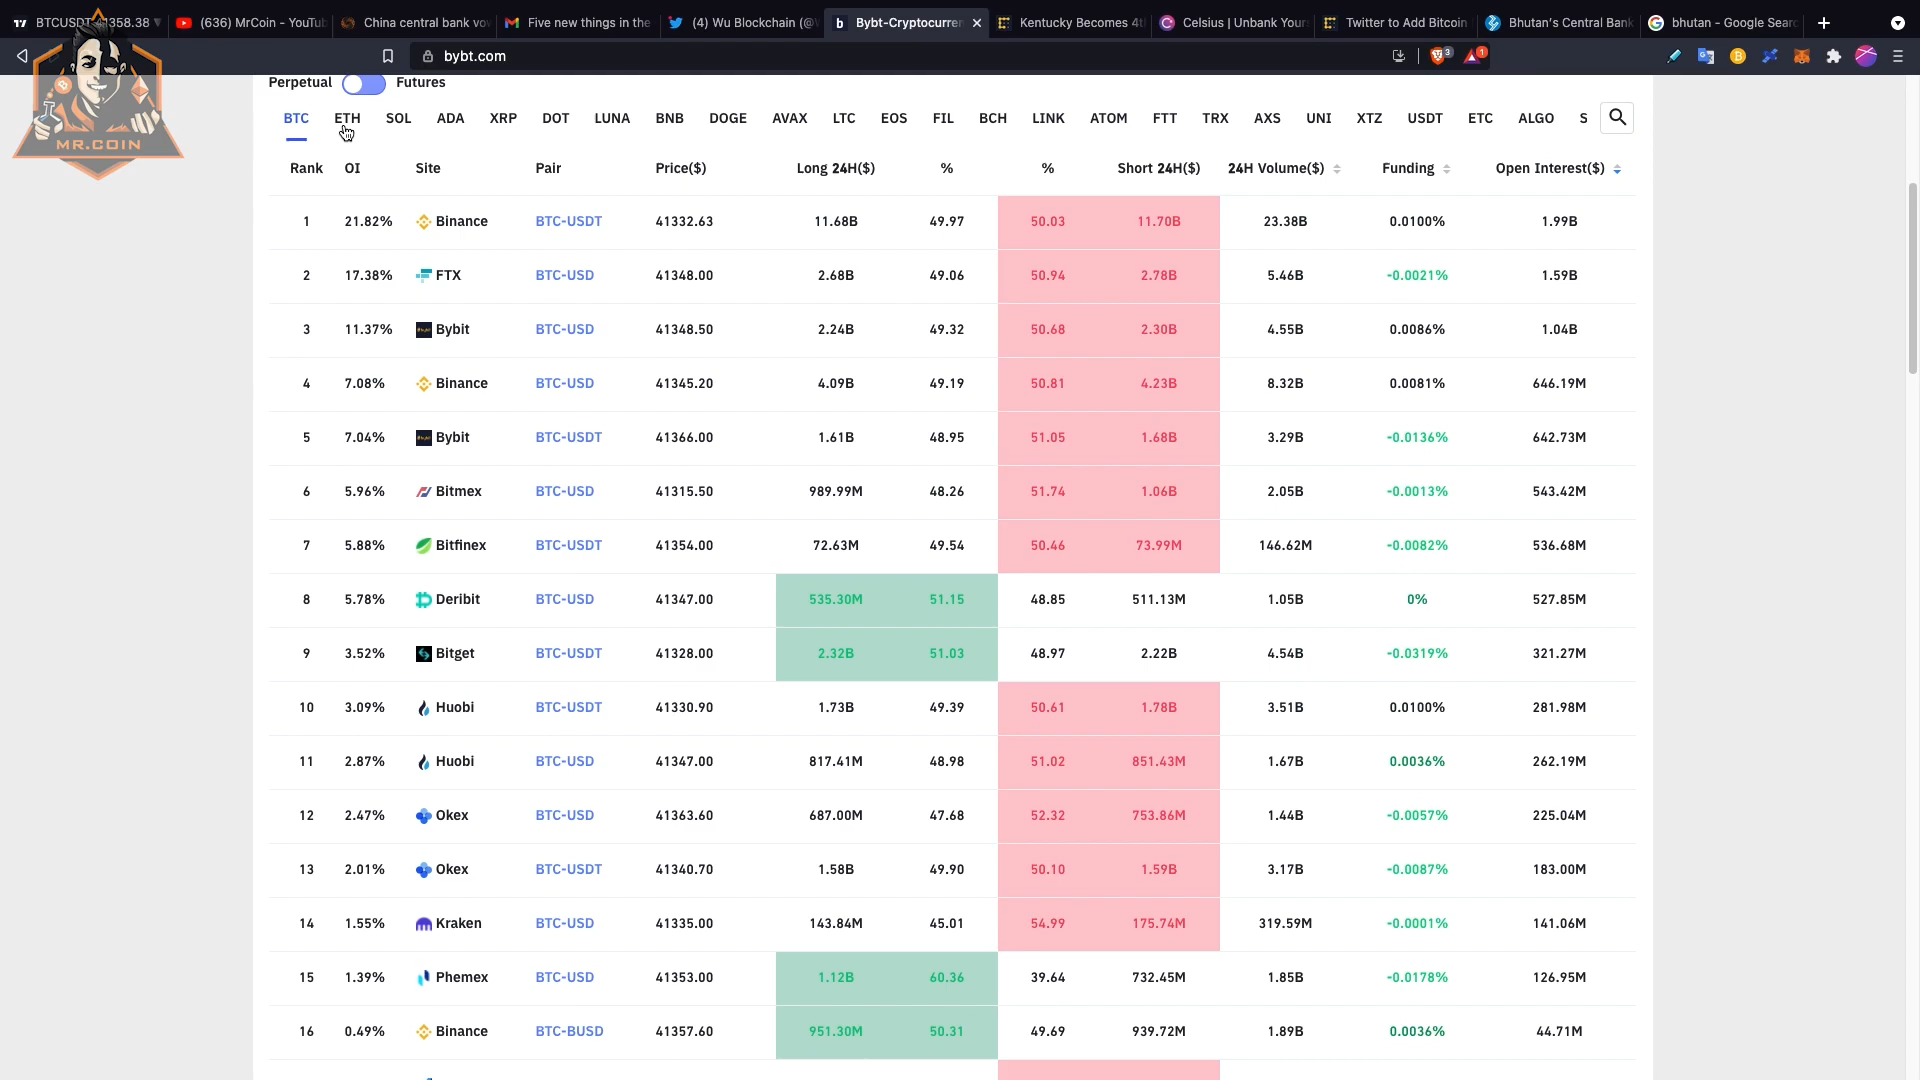 BTCUSDT 41358.38
(636) MrCoin - YouTu
China central bank vo
Five new things in the
(4) Wu Blockchain (@
Bybt-Cryptocurren
Kentucky Becomes 4t
Celsius | Unbank Your
Twitter to Add Bitcoin
Bhutan's Central Bank
bhutan - Google Sear
bybt.com
3
1
MR.COIN
Perpetual Futures
BTC ETH SOL ADA XRP DOT LUNA BNB DOGE AVAX LTC EOS FIL BCH LINK ATOM FTT TRX AXS UNI XTZ USDT ETC ALGO S
Rank OI Site Pair Price($) Long 24H($) % % Short 24H($) 24H Volume($) Funding Open Interest($)
1 21.82% Binance BTC-USDT 41332.63 11.68B 49.97 50.03 11.70B 23.38B 0.0100% 1.99B
2 17.38% FTX BTC-USD 41348.00 2.68B 49.06 50.94 2.78B 5.46B -0.0021% 1.59B
3 11.37% Bybit BTC-USD 41348.50 2.24B 49.32 50.68 2.30B 4.55B 0.0086% 1.04B
4 7.08% Binance BTC-USD 41345.20 4.09B 49.19 50.81 4.23B 8.32B 0.0081% 646.19M
5 7.04% Bybit BTC-USDT 41366.00 1.61B 48.95 51.05 1.68B 3.29B -0.0136% 642.73M
6 5.96% Bitmex BTC-USD 41315.50 989.99M 48.26 51.74 1.06B 2.05B -0.0013% 543.42M
7 5.88% Bitfinex BTC-USDT 41354.00 72.63M 49.54 50.46 73.99M 146.62M -0.0082% 536.68M
8 5.78% Deribit BTC-USD 41347.00 535.30M 51.15 48.85 511.13M 1.05B 0% 527.85M
9 3.52% Bitget BTC-USDT 41328.00 2.32B 51.03 48.97 2.22B 4.54B -0.0319% 321.27M
10 3.09% Huobi BTC-USDT 41330.90 1.73B 49.39 50.61 1.78B 3.51B 0.0100% 281.98M
11 2.87% Huobi BTC-USD 41347.00 817.41M 48.98 51.02 851.43M 1.67B 0.0036% 262.19M
12 2.47% Okex BTC-USD 41363.60 687.00M 47.68 52.32 753.86M 1.44B -0.0057% 225.04M
13 2.01% Okex BTC-USDT 41340.70 1.58B 49.90 50.10 1.59B 3.17B -0.0087% 183.00M
14 1.55% Kraken BTC-USD 41335.00 143.84M 45.01 54.99 175.74M 319.59M -0.0001% 141.06M
15 1.39% Phemex BTC-USD 41353.00 1.12B 60.36 39.64 732.45M 1.85B -0.0178% 126.95M
16 0.49% Binance BTC-BUSD 41357.60 951.30M 50.31 49.69 939.72M 1.89B 0.0036% 44.71M